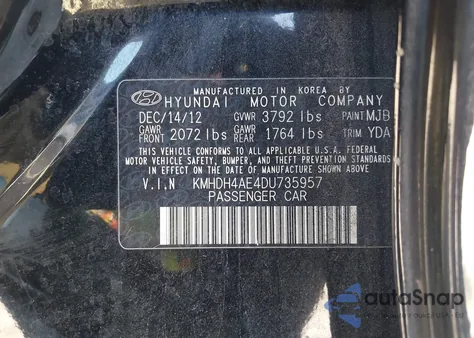 MANUFACTURED IN KOREA BY
HYUNDAI MOTOR COMPANY
DEC/14/12 GVWR 3792 lbs PAINT MJB
GAWR FRONT 2072 lbs GAWR REAR 1764 lbs TRIM YDA
THIS VEHICLE CONFORMS TO ALL APPLICABLE U.S.A FEDERAL
MOTOR VEHICLE SAFETY, BUMPER, AND THEFT PREVENTION STANDARDS
IN EFFECT ON THE DATE OF MANUFACTURE SHOWN ABOVE.
V.I.N KMHDH4AE4DU735957
PASSENGER CAR
autoSnap